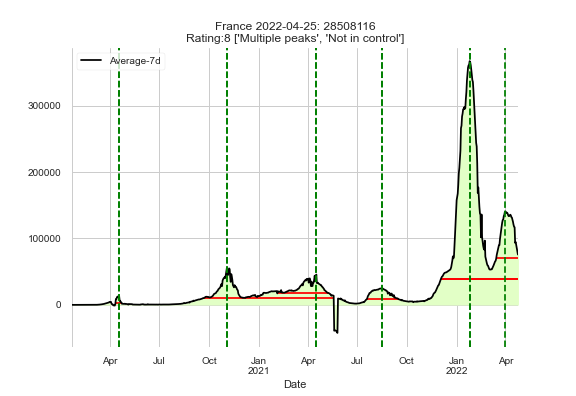 France 2022-04-25: 28508116
Rating:8 ['Multiple peaks', 'Not in control']
Average-7d
300000
200000
100000
0
Apr Jul Oct Jan Apr Jul Oct Jan Apr
2021 2022
Date